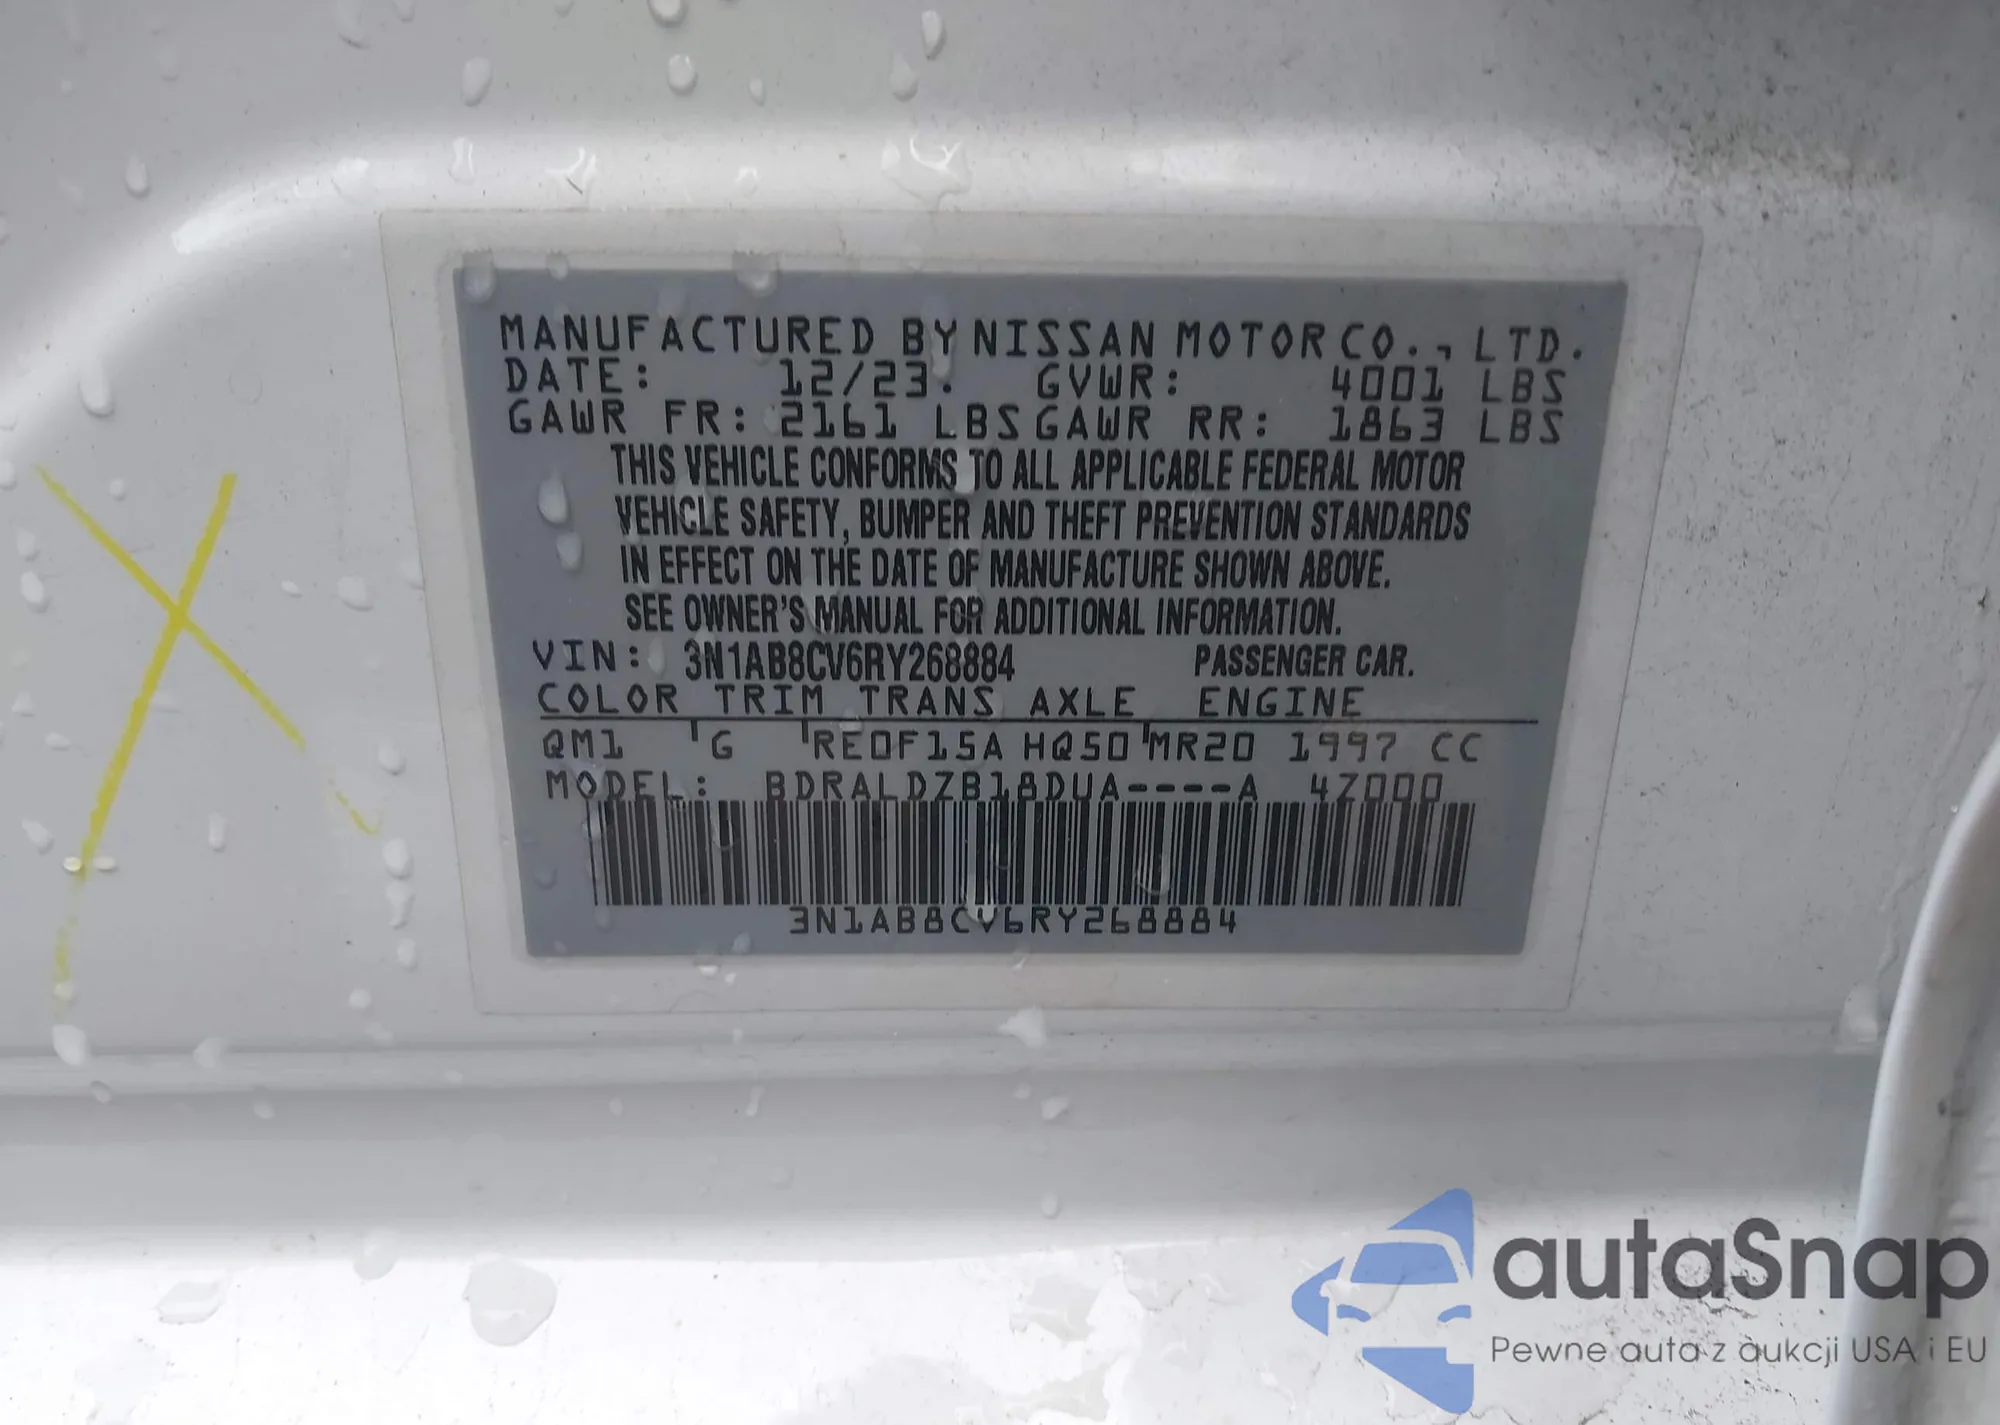 MANUFACTURED BY NISSAN MOTOR CO., LTD.
DATE: 12/23. GVWR: 4001 LBS
GAWR FR: 2161 LBS GAWR RR: 1863 LBS
THIS VEHICLE CONFORMS TO ALL APPLICABLE FEDERAL MOTOR
VEHICLE SAFETY, BUMPER AND THEFT PREVENTION STANDARDS
IN EFFECT ON THE DATE OF MANUFACTURE SHOWN ABOVE.
SEE OWNER'S MANUAL FOR ADDITIONAL INFORMATION.
VIN: 3N1AB8CV6RY268884 PASSENGER CAR.
COLOR TRIM TRANS AXLE ENGINE
QM1 G RE0F15A HQ50 MR20 1997 CC
MODEL: BDRALDZB18DUA----A 4Z000
3N1AB8CV6RY268884
autaSnap
Pewne auta z aukcji USA i EU